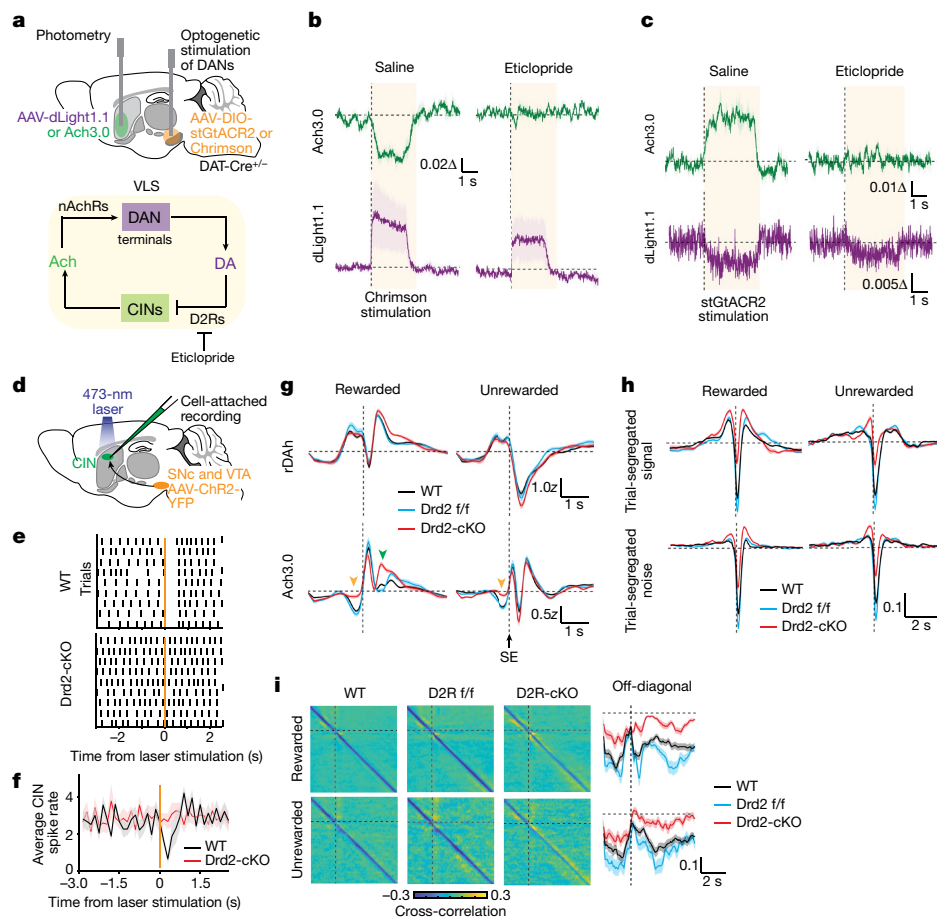 a
Photometry
Optogenetic
stimulation
of DANs
AAV-dLight1.1
or Ach3.0
AAV-DIO-
stGtACR2 or
Chrimson
DAT-Cre+/−
VLS
nAchRs
DAN
terminals
Ach
DA
CINs
D2Rs
Eticlopride
b
Saline
Eticlopride
Ach3.0
0.02Δ
1 s
dLight1.1
Chrimson
stimulation
c
Saline
Eticlopride
Ach3.0
0.01Δ
1 s
dLight1.1
0.005Δ
1 s
stGtACR2
stimulation
d
473-nm
laser
Cell-attached
recording
CIN
SNc and VTA
AAV-ChR2-
YFP
e
WT
Trials
Drd2-cKO
−2 0 2
Time from laser stimulation (s)
f
Average CIN
spike rate
4
2
0
WT
Drd2-cKO
−3.0 −1.5 0 1.5
Time from laser stimulation (s)
g
Rewarded Unrewarded
rDAh
1.0z
1 s
WT
Drd2 f/f
Drd2-cKO
Ach3.0
0.5z
1 s
SE
h
Rewarded Unrewarded
Trial-segregated
signal
Trial-segregated
noise
WT
Drd2 f/f
Drd2-cKO
0.1
2 s
i
WT D2R f/f D2R-cKO Off-diagonal
Rewarded
Unrewarded
WT
Drd2 f/f
Drd2-cKO
0.1
2 s
−0.3 0.3
Cross-correlation